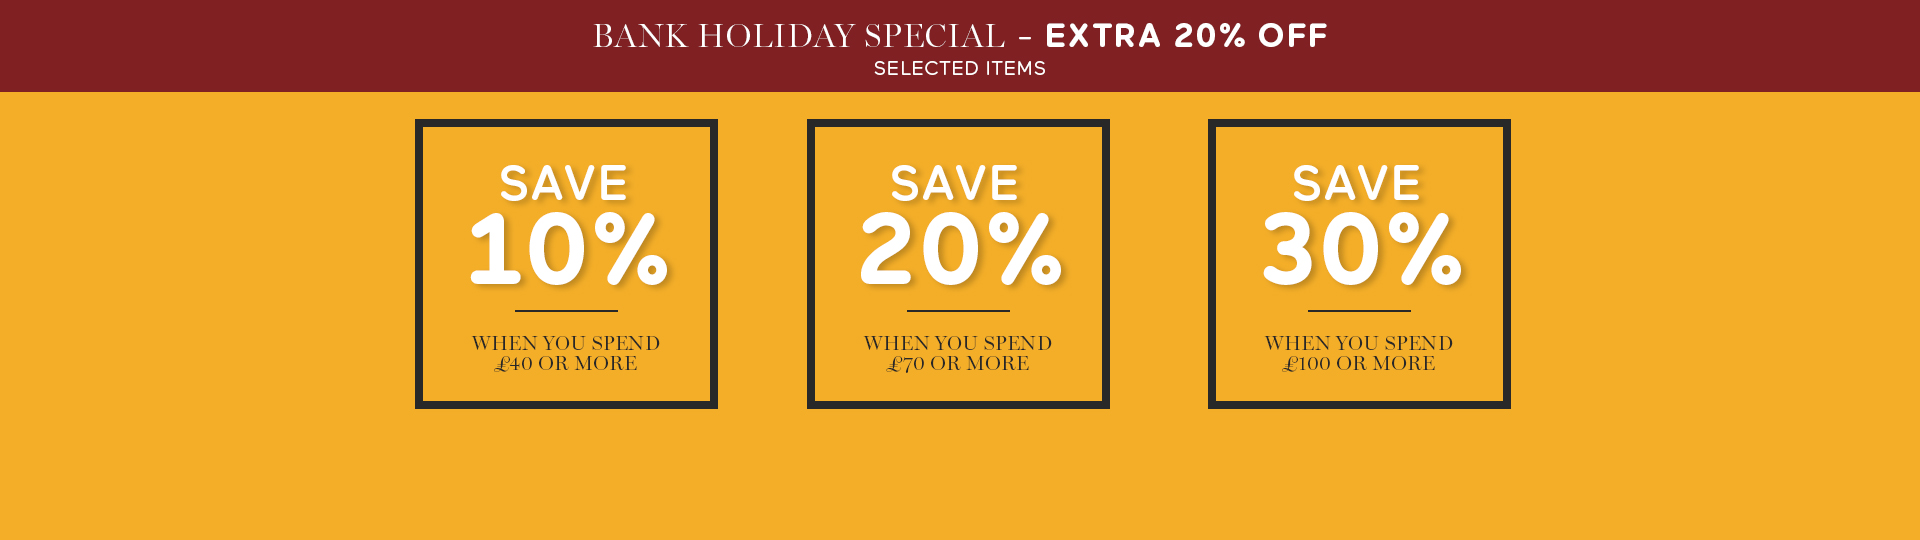 BANK HOLIDAY SPECIAL – EXTRA 20% OFF
SELECTED ITEMS
SAVE
10%
WHEN YOU SPEND
£40 OR MORE
SAVE
20%
WHEN YOU SPEND
£70 OR MORE
SAVE
30%
WHEN YOU SPEND
£100 OR MORE